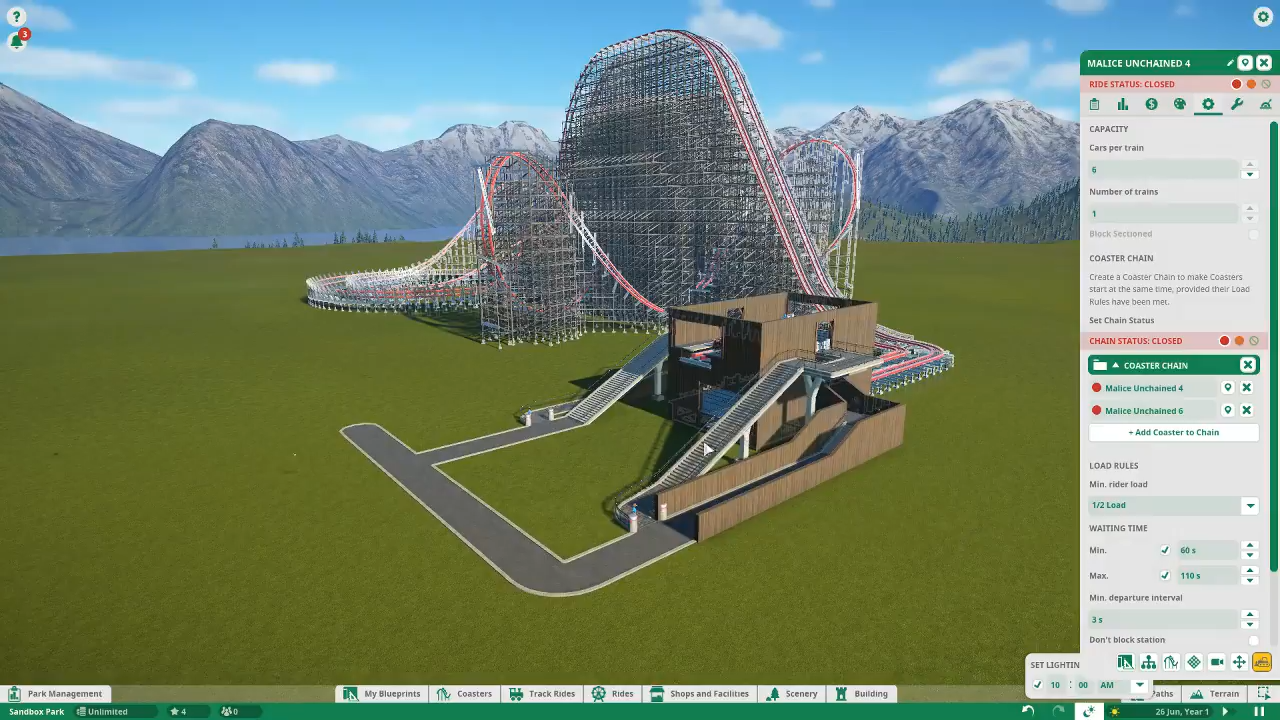 ?
3
MALICE UNCHAINED 4
RIDE STATUS: CLOSED
CAPACITY
Cars per train
6
Number of trains
1
Block Sectioned
COASTER CHAIN
Create a Coaster Chain to make Coasters
start at the same time, provided their Load
Rules have been met.
Set Chain Status
CHAIN STATUS: CLOSED
COASTER CHAIN
Malice Unchained 4
Malice Unchained 6
+ Add Coaster to Chain
LOAD RULES
Min. rider load
1/2 Load
WAITING TIME
Min. 60 s
Max. 110 s
Min. departure interval
3 s
Don't block station
SET LIGHTIN
10 : 00 AM
Park Management My Blueprints Coasters Track Rides Rides Shops and Facilities Scenery Building Paths Terrain
Sandbox Park Unlimited 4 0 26 Jun, Year 1